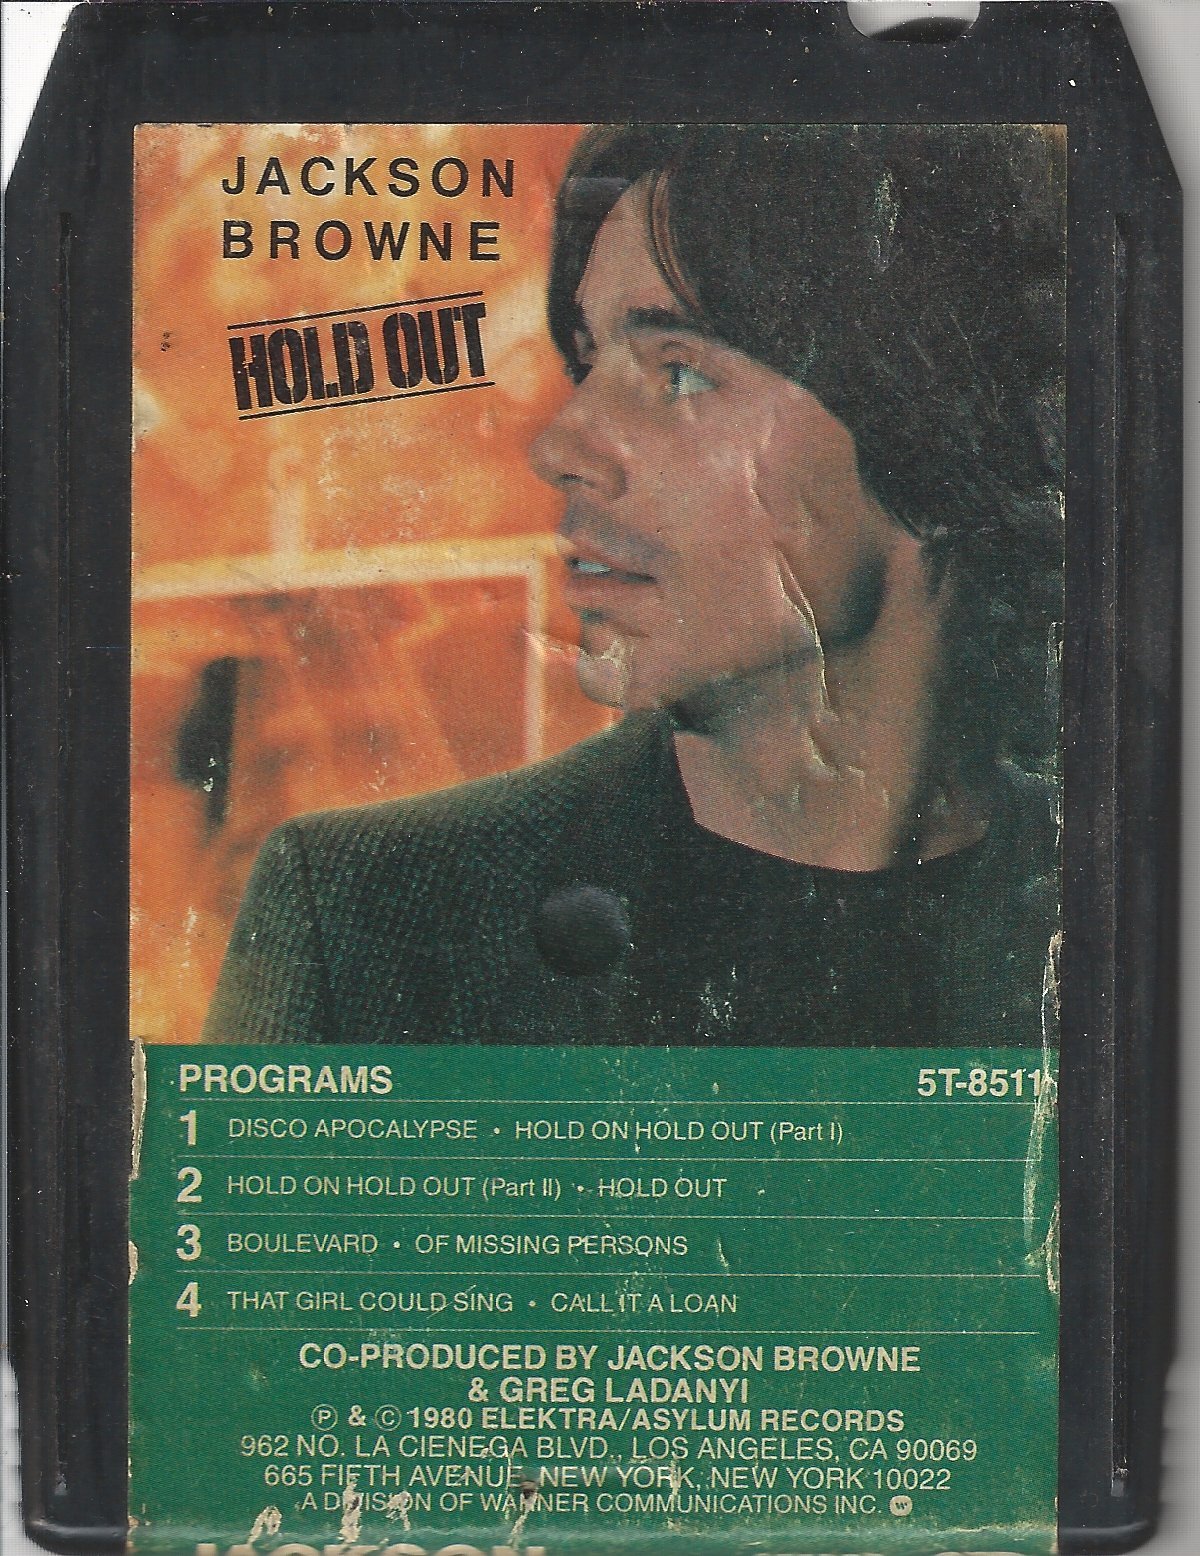 JACKSON
BROWNE
HOLD OUT
PROGRAMS 5T-8511
1 DISCO APOCALYPSE • HOLD ON HOLD OUT (Part I)
2 HOLD ON HOLD OUT (Part II) • HOLD OUT
3 BOULEVARD • OF MISSING PERSONS
4 THAT GIRL COULD SING • CALL IT A LOAN
CO-PRODUCED BY JACKSON BROWNE
& GREG LADANYI
Ⓟ & © 1980 ELEKTRA/ASYLUM RECORDS
962 NO. LA CIENEGA BLVD., LOS ANGELES, CA 90069
665 FIFTH AVENUE, NEW YORK, NEW YORK 10022
A DIVISION OF WARNER COMMUNICATIONS INC.
JACKSON